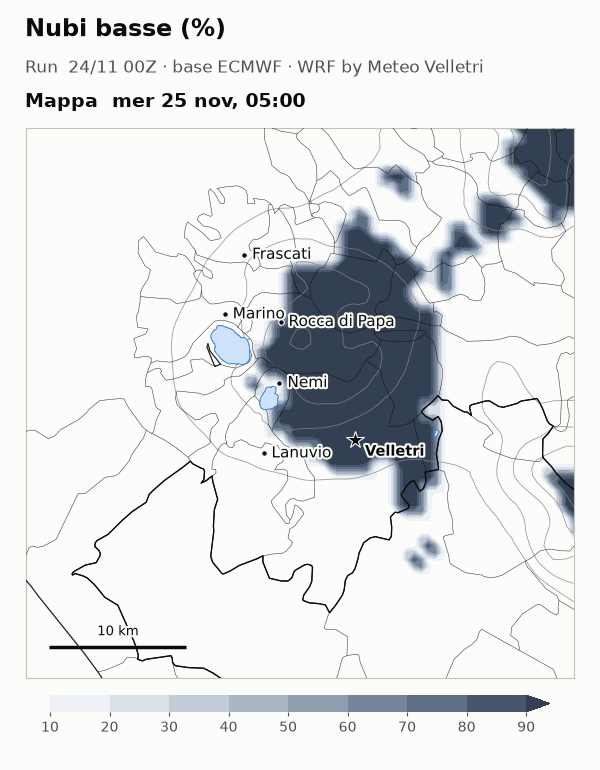 Nubi basse (%)
Run  24/11 00Z · base ECMWF · WRF by Meteo Velletri
Mappa  mer 25 nov, 05:00
Frascati
Marino
Rocca di Papa
Nemi
Velletri
Lanuvio
10 km
10 20 30 40 50 60 70 80 90